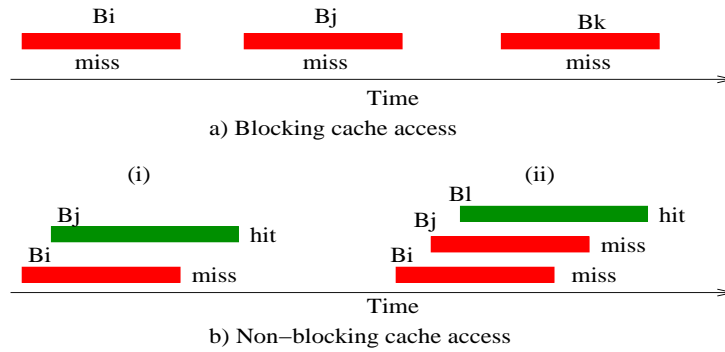 Bi Bj Bk
miss miss miss
Time
a) Blocking cache access
(i) (ii)
Bl
Bj Bj hit
Bi hit Bi miss
miss miss
Time
b) Non−blocking cache access